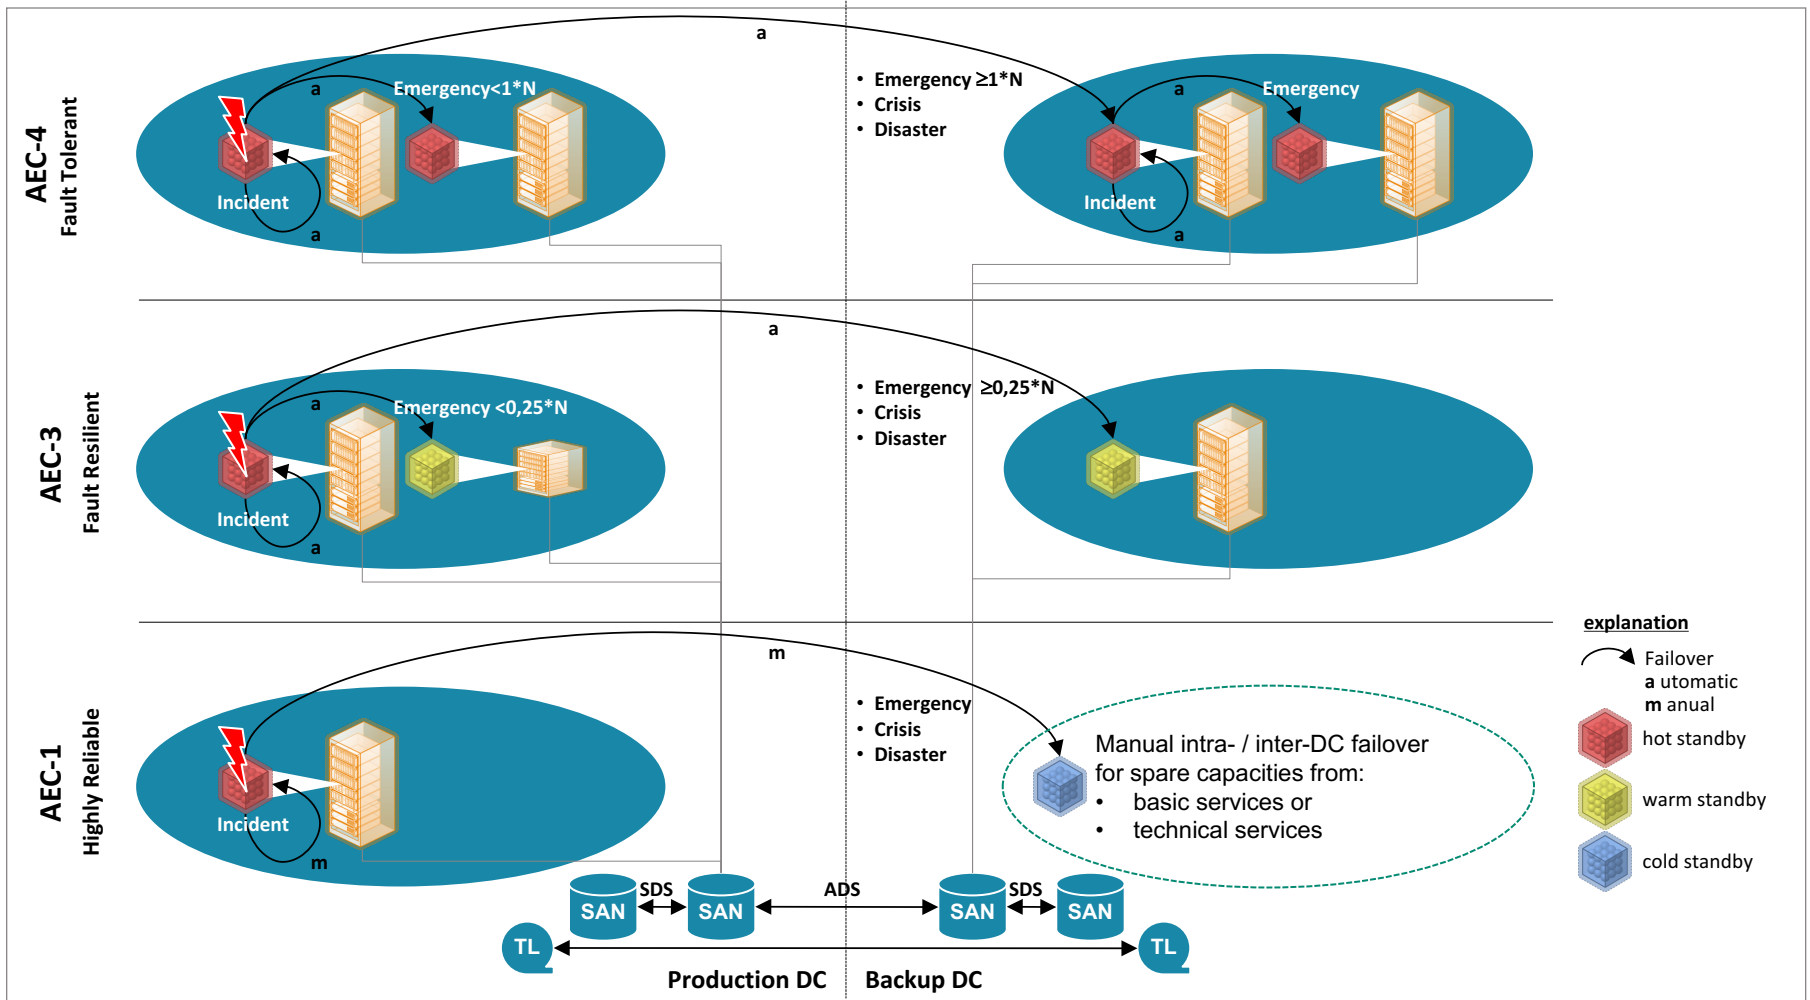 AEC-4
Fault Tolerant
a
a
Emergency<1*N
Incident
a
• Emergency ≥1*N
• Crisis
• Disaster
a
Emergency
Incident
a
AEC-3
Fault Resilient
a
a
Emergency <0,25*N
Incident
a
• Emergency ≥0,25*N
• Crisis
• Disaster
AEC-1
Highly Reliable
m
Incident
m
• Emergency
• Crisis
• Disaster
Manual intra- / inter-DC failover
for spare capacities from:
• basic services or
• technical services
explanation
Failover
a utomatic
m anual
hot standby
warm standby
cold standby
SAN
SDS
SAN
ADS
SAN
SDS
SAN
TL
TL
Production DC
Backup DC